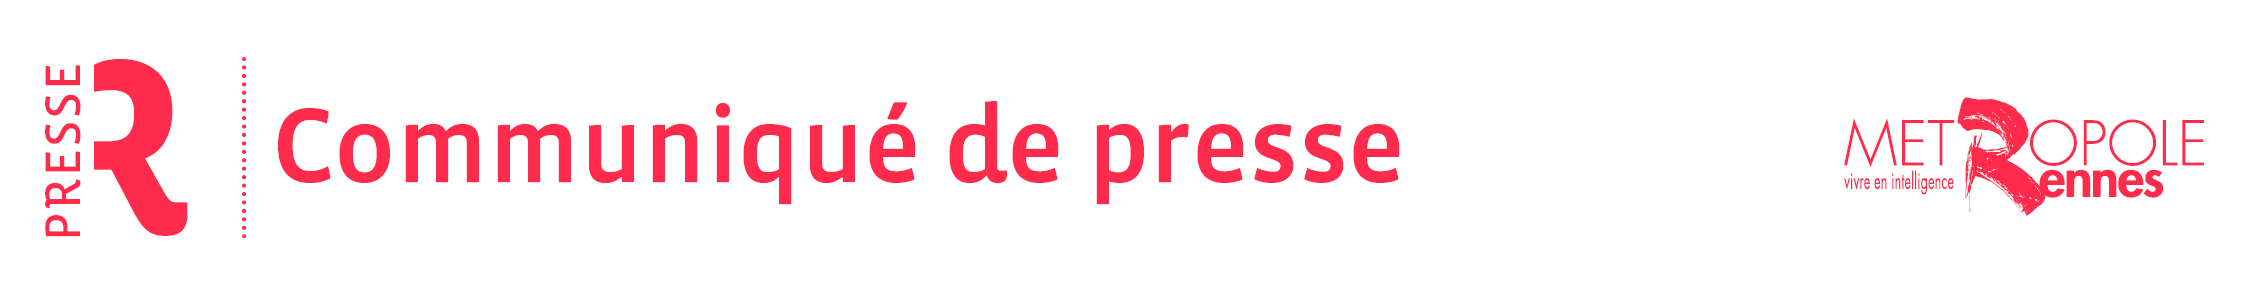 PRESSE
R
Communiqué de presse
METROPOLE
vivre en intelligence
Rennes